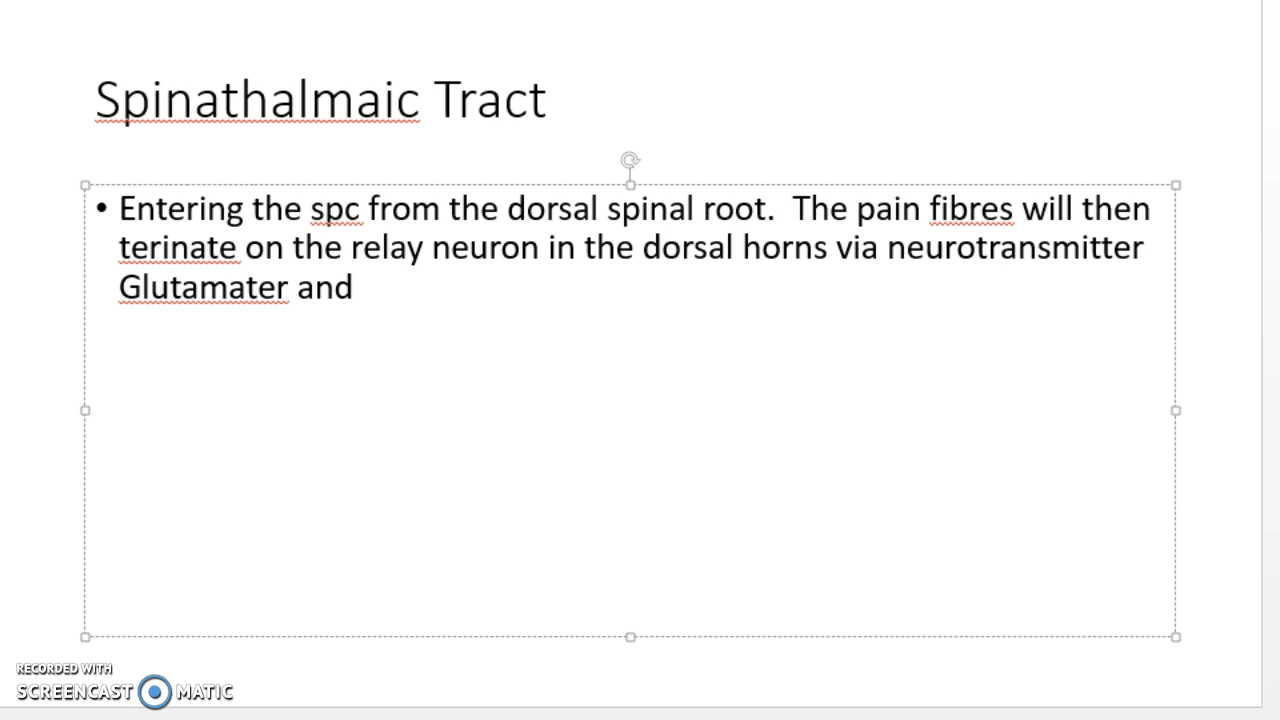 Spinathalmaic Tract
• Entering the spc from the dorsal spinal root.  The pain fibres will then
terinate on the relay neuron in the dorsal horns via neurotransmitter
Glutamater and
RECORDED WITH
SCREENCAST MATIC